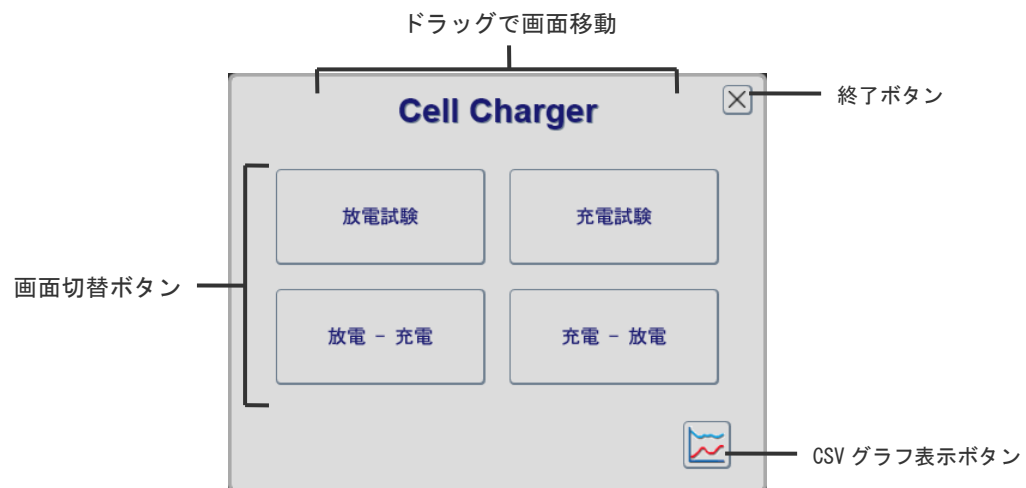 ドラッグで画面移動
Cell Charger
終了ボタン
放電試験
充電試験
画面切替ボタン
放電 － 充電
充電 － 放電
CSV グラフ表示ボタン